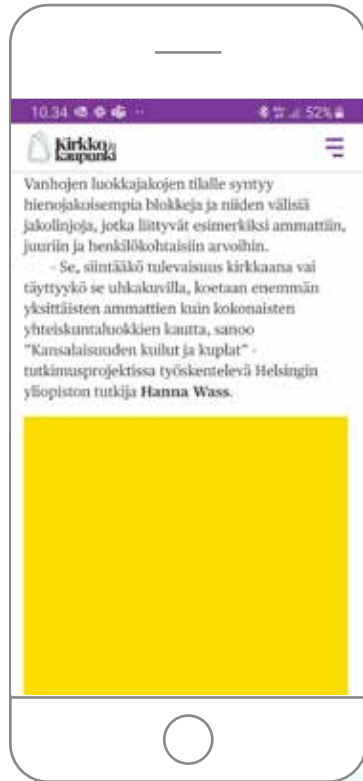 10.34
52%
Kirkko ja
kaupunki
Vanhojen luokkajakojen tilalle syntyy
hienojakoisempia blokkeja ja niiden välisiä
jakolinjoja, jotka liittyvät esimerkiksi ammattiin,
juuriin ja henkilökohtaisiin arvoihin.
- Se, siintääkö tulevaisuus kirkkaana vai
täyttyykö se uhkakuvilla, koetaan enemmän
yksittäisten ammattien kuin kokonaisten
yhteiskuntaluokkien kautta, sanoo
”Kansalaisuuden kuilut ja kuplat” -
tutkimusprojektissa työskentelevä Helsingin
yliopiston tutkija Hanna Wass.